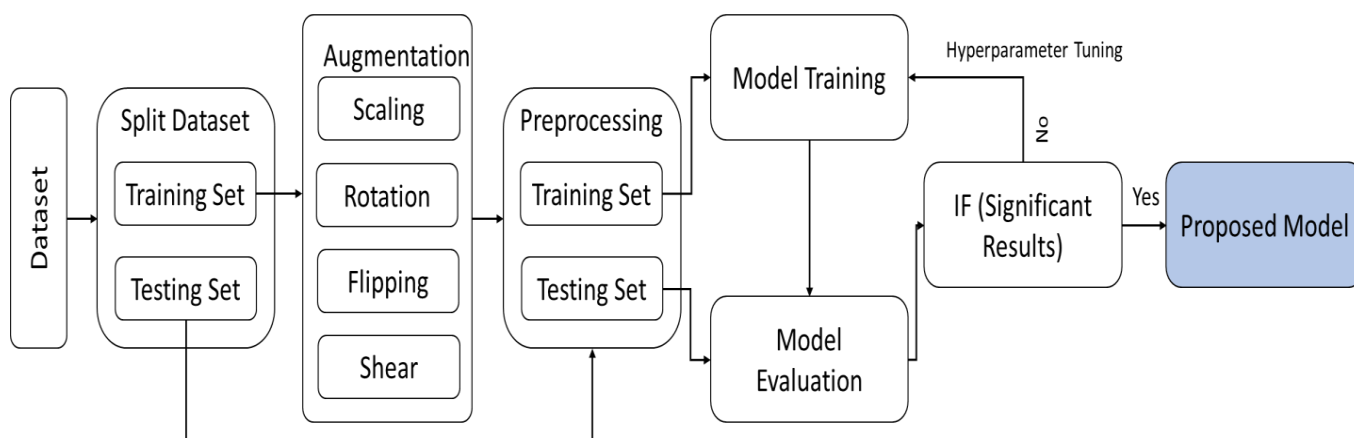 Dataset
Split Dataset
Training Set
Testing Set
Augmentation
Scaling
Rotation
Flipping
Shear
Preprocessing
Training Set
Testing Set
Model Training
Model
Evaluation
Hyperparameter Tuning
No
IF (Significant
Results)
Yes
Proposed Model